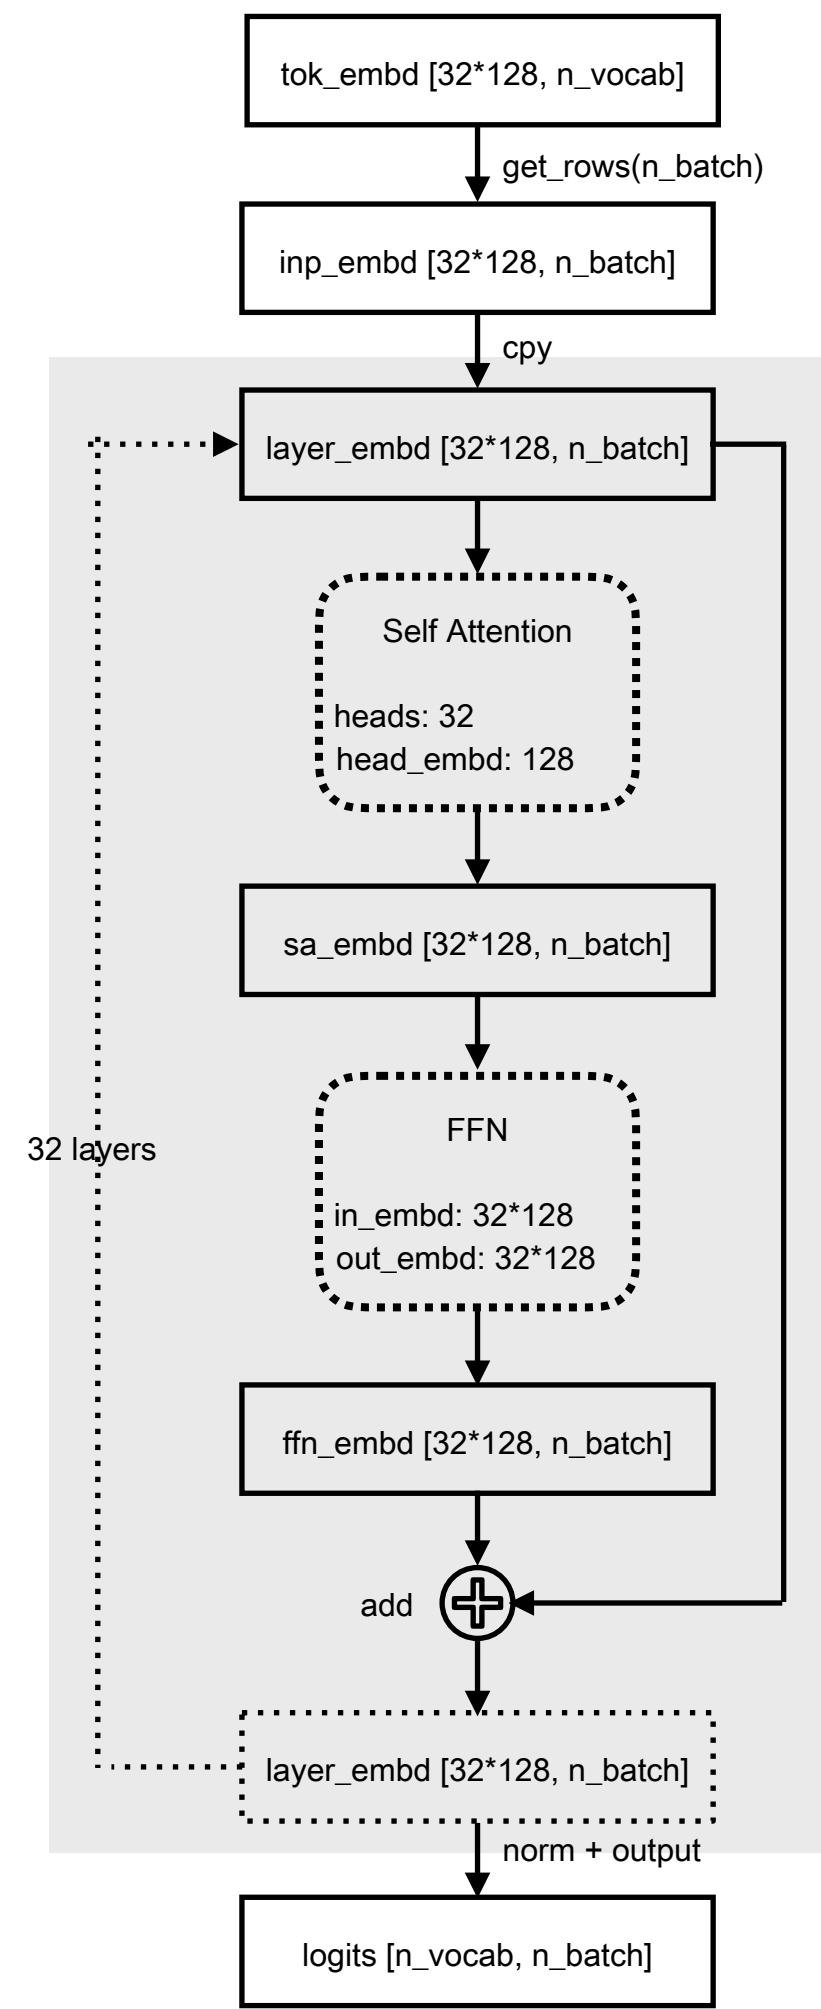 tok_embd [32*128, n_vocab]
get_rows(n_batch)
inp_embd [32*128, n_batch]
cpy
layer_embd [32*128, n_batch]
Self Attention
heads: 32
head_embd: 128
sa_embd [32*128, n_batch]
FFN
32 layers
in_embd: 32*128
out_embd: 32*128
ffn_embd [32*128, n_batch]
add
layer_embd [32*128, n_batch]
norm + output
logits [n_vocab, n_batch]